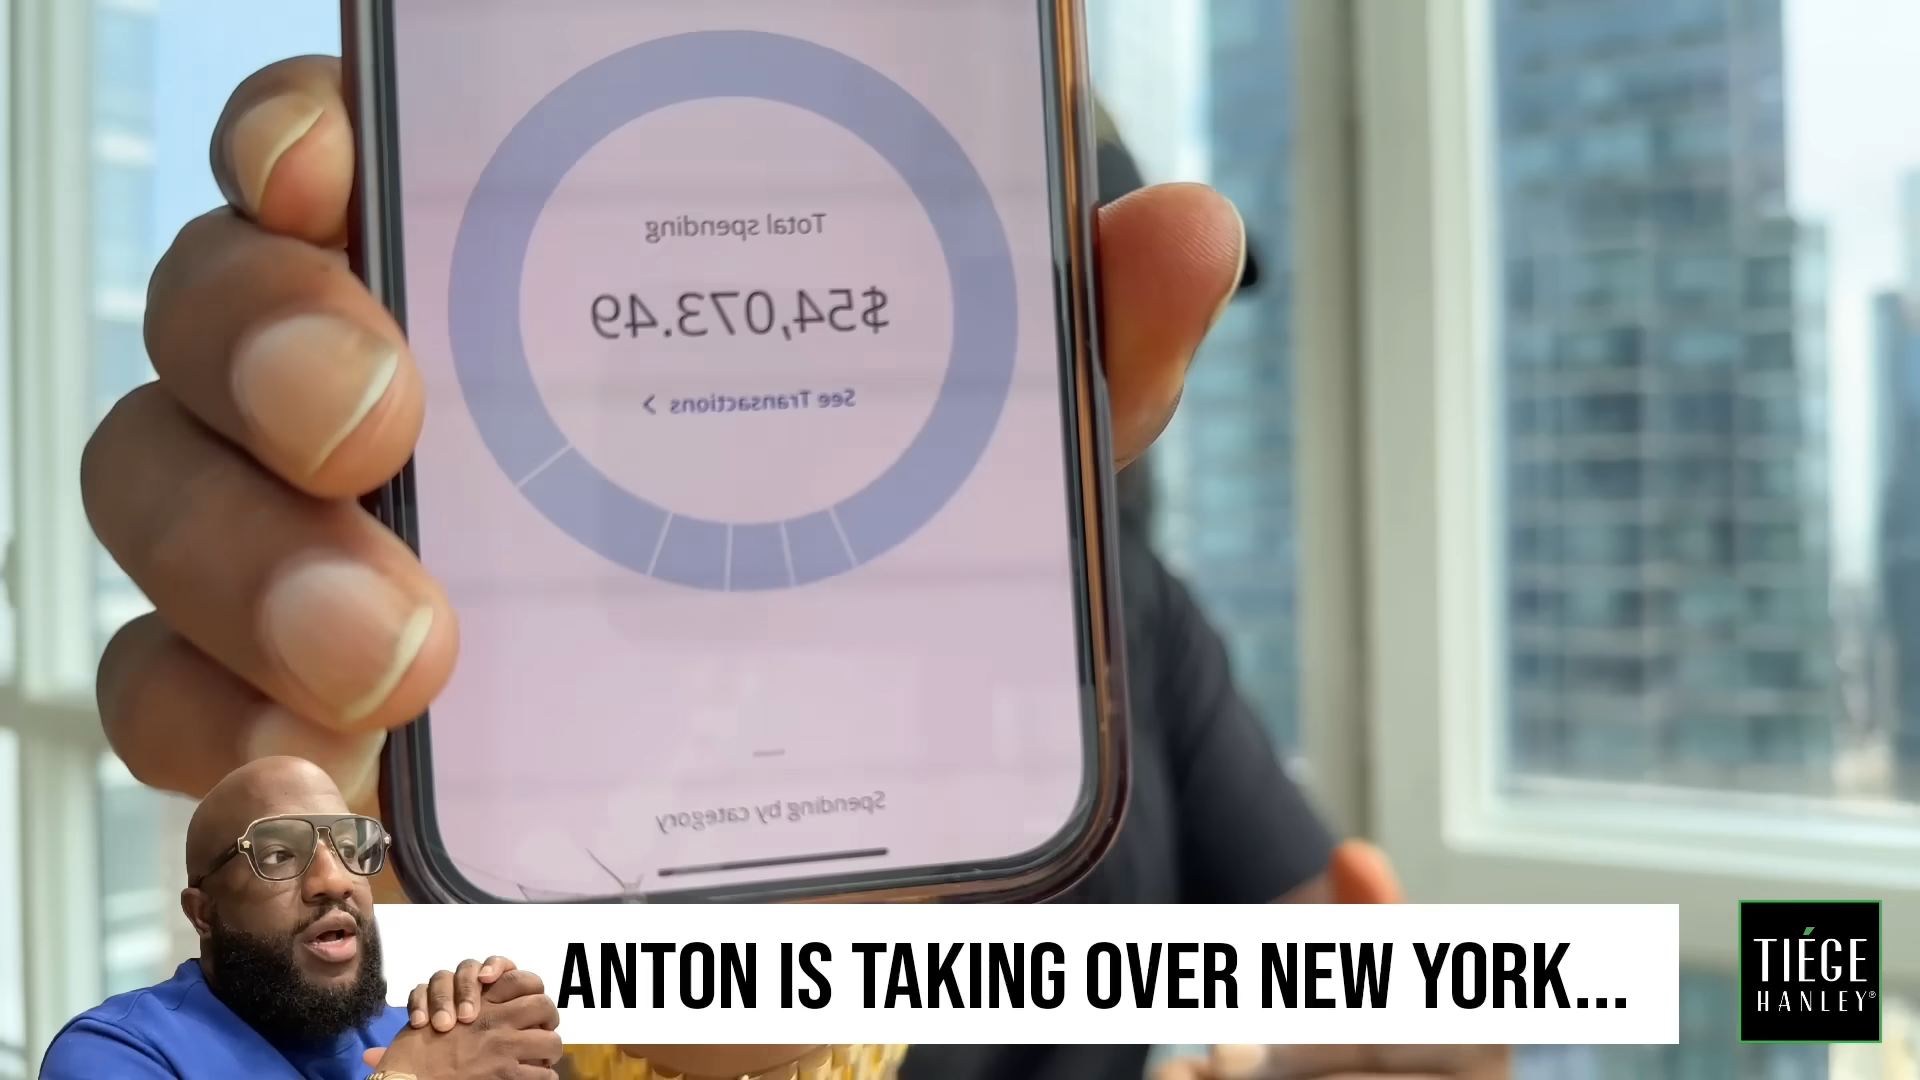 Total spending
$54,073.49
See Transactions >
Spending by category
ANTON IS TAKING OVER NEW YORK...
TIÉGE
HANLEY®